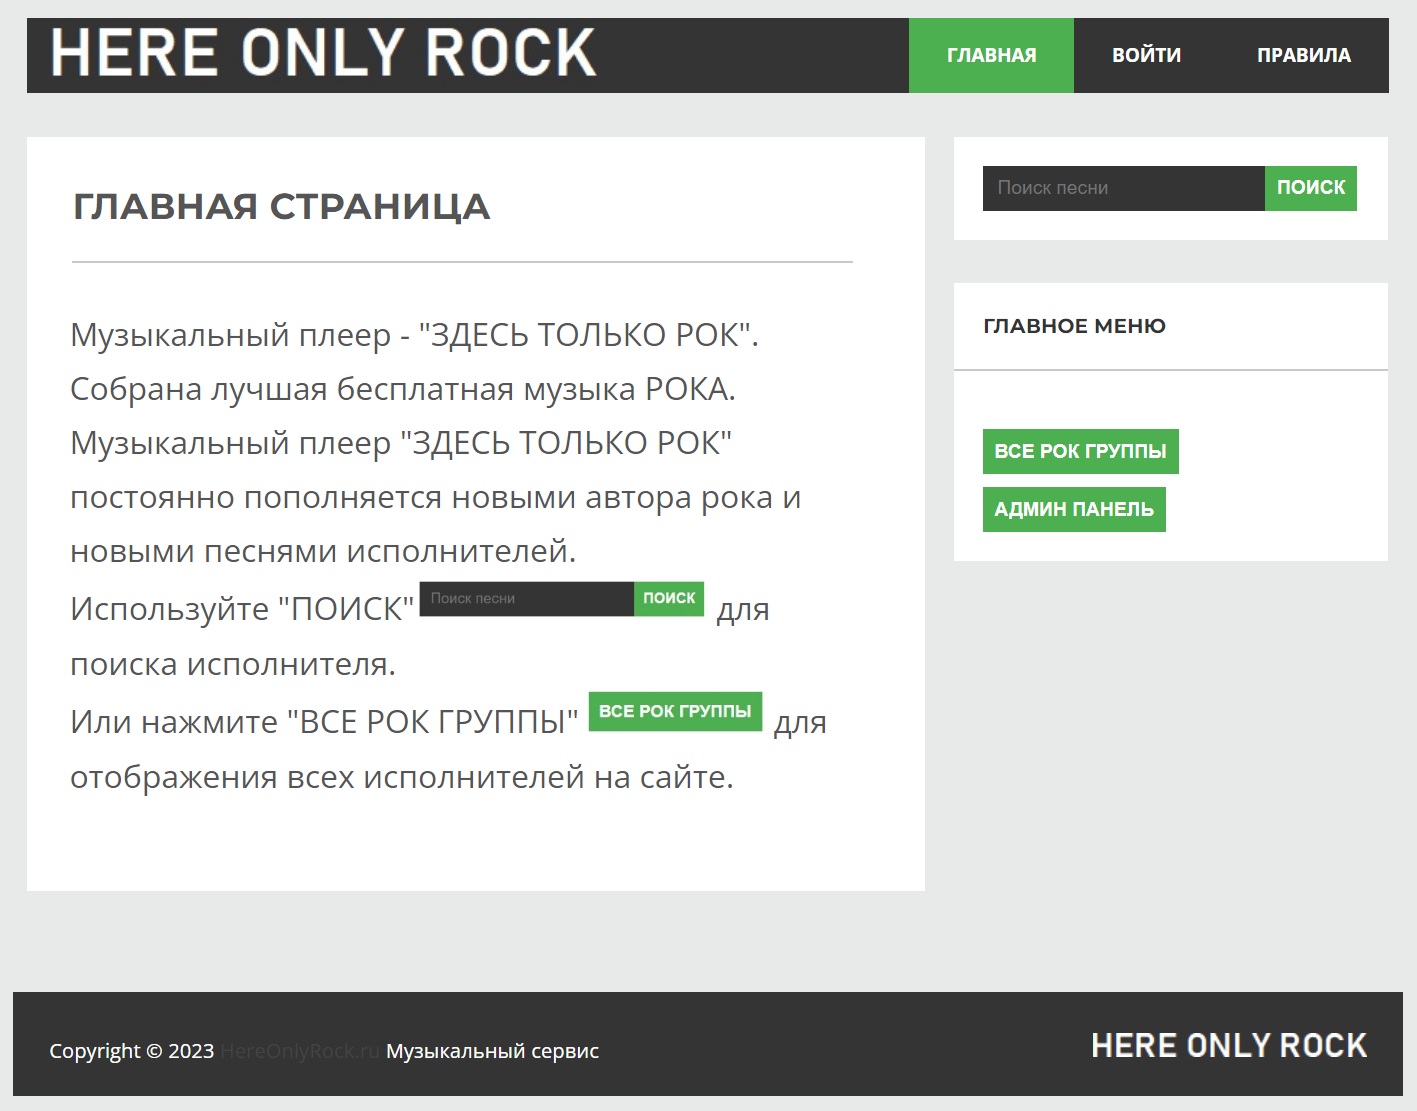 HERE ONLY ROCK
ГЛАВНАЯ ВОЙТИ ПРАВИЛА
ГЛАВНАЯ СТРАНИЦА
Музыкальный плеер - "ЗДЕСЬ ТОЛЬКО РОК".
Собрана лучшая бесплатная музыка РОКА.
Музыкальный плеер "ЗДЕСЬ ТОЛЬКО РОК"
постоянно пополняется новыми автора рока и
новыми песнями исполнителей.
Используйте "ПОИСК" Поиск песни ПОИСК для
поиска исполнителя.
Или нажмите "ВСЕ РОК ГРУППЫ" ВСЕ РОК ГРУППЫ для
отображения всех исполнителей на сайте.
Поиск песни ПОИСК
ГЛАВНОЕ МЕНЮ
ВСЕ РОК ГРУППЫ
АДМИН ПАНЕЛЬ
Copyright © 2023 HereOnlyRock.ru Музыкальный сервис
HERE ONLY ROCK